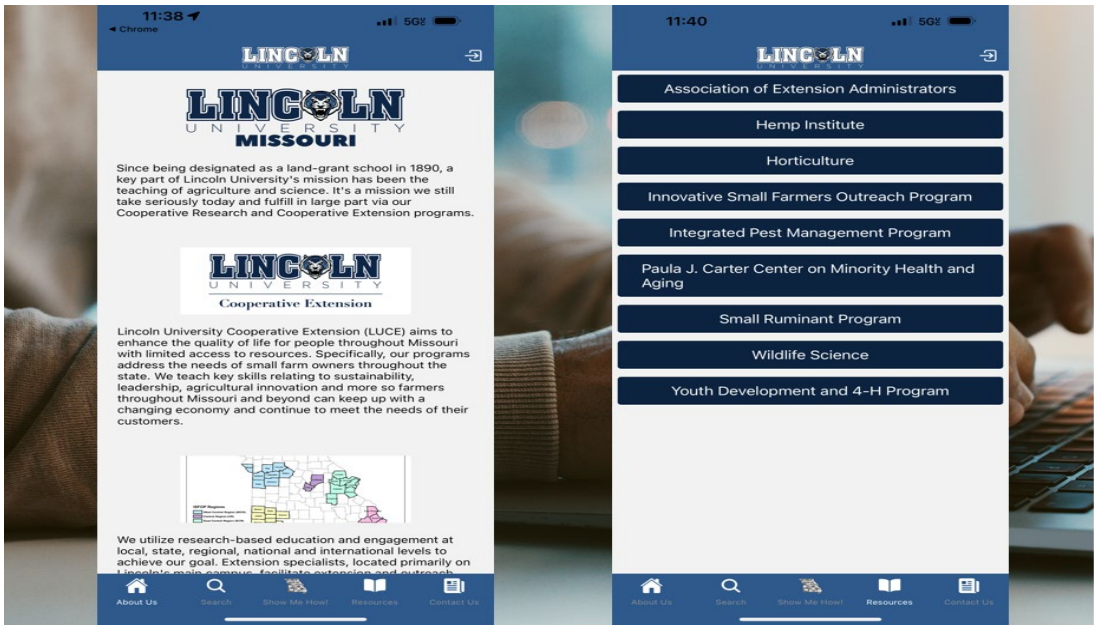 11:38
◄ Chrome
5G
LINCOLN
UNIVERSITY
LINCOLN
UNIVERSITY
MISSOURI
Since being designated as a land-grant school in 1890, a
key part of Lincoln University's mission has been the
teaching of agriculture and science. It's a mission we still
take seriously today and fulfill in large part via our
Cooperative Research and Cooperative Extension programs.
LINCOLN
UNIVERSITY
Cooperative Extension
Lincoln University Cooperative Extension (LUCE) aims to
enhance the quality of life for people throughout Missouri
with limited access to resources. Specifically, our programs
address the needs of small farm owners throughout the
state. We teach key skills relating to sustainability,
leadership, agricultural innovation and more so farmers
throughout Missouri and beyond can keep up with a
changing economy and continue to meet the needs of their
customers.
ISFOP Regions
We utilize research-based education and engagement at
local, state, regional, national and international levels to
achieve our goal. Extension specialists, located primarily on
Lincoln's main campus, facilitate extension and outreach
About Us
Search
Show Me How!
Resources
Contact Us
11:40
5G
LINCOLN
UNIVERSITY
Association of Extension Administrators
Hemp Institute
Horticulture
Innovative Small Farmers Outreach Program
Integrated Pest Management Program
Paula J. Carter Center on Minority Health and
Aging
Small Ruminant Program
Wildlife Science
Youth Development and 4-H Program
About Us
Search
Show Me How!
Resources
Contact Us